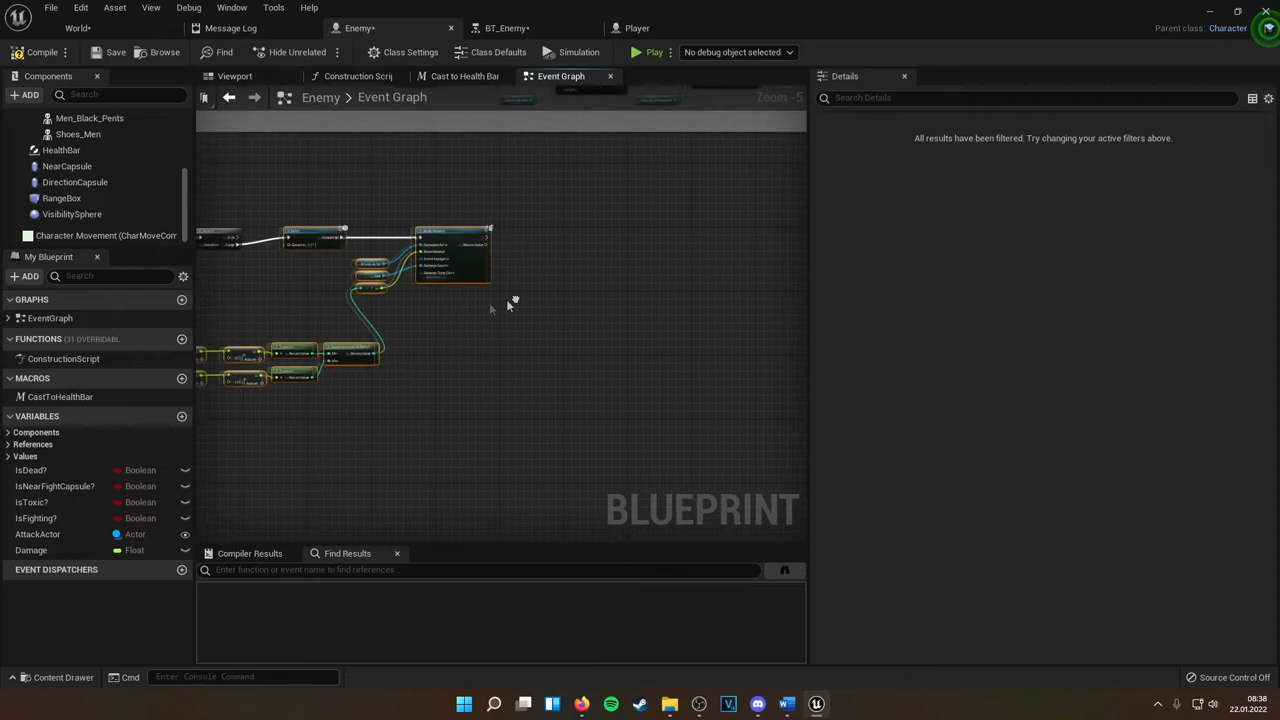 File Edit Asset View Debug Window Tools Help
World* Message Log Enemy* BT_Enemy* Player
Parent class: Character
Compile Save Browse Find Hide Unrelated Class Settings Class Defaults Simulation Play No debug object selected
Components
Viewport Construction Scrij Cast to Health Bar Event Graph
Details
ADD Search
Enemy > Event Graph
Zoom -5
Search Details
Men_Black_Pents
Shoes_Men
All results have been filtered. Try changing your active filters above.
HealthBar
NearCapsule
DirectionCapsule
RangeBox
VisibilitySphere
Character Movement (CharMoveCom
My Blueprint
ADD Search
GRAPHS
EventGraph
FUNCTIONS (31 OVERRIDABL
ConstructionScript
MACROS
CastToHealthBar
VARIABLES
Components
References
Values
IsDead? Boolean
IsNearFightCapsule? Boolean
IsToxic? Boolean
IsFighting? Boolean
AttackActor Actor
Damage Float
EVENT DISPATCHERS
BLUEPRINT
Compiler Results Find Results
Enter function or event name to find references...
Content Drawer Cmd Enter Console Command
Source Control Off
08:38
22.01.2022